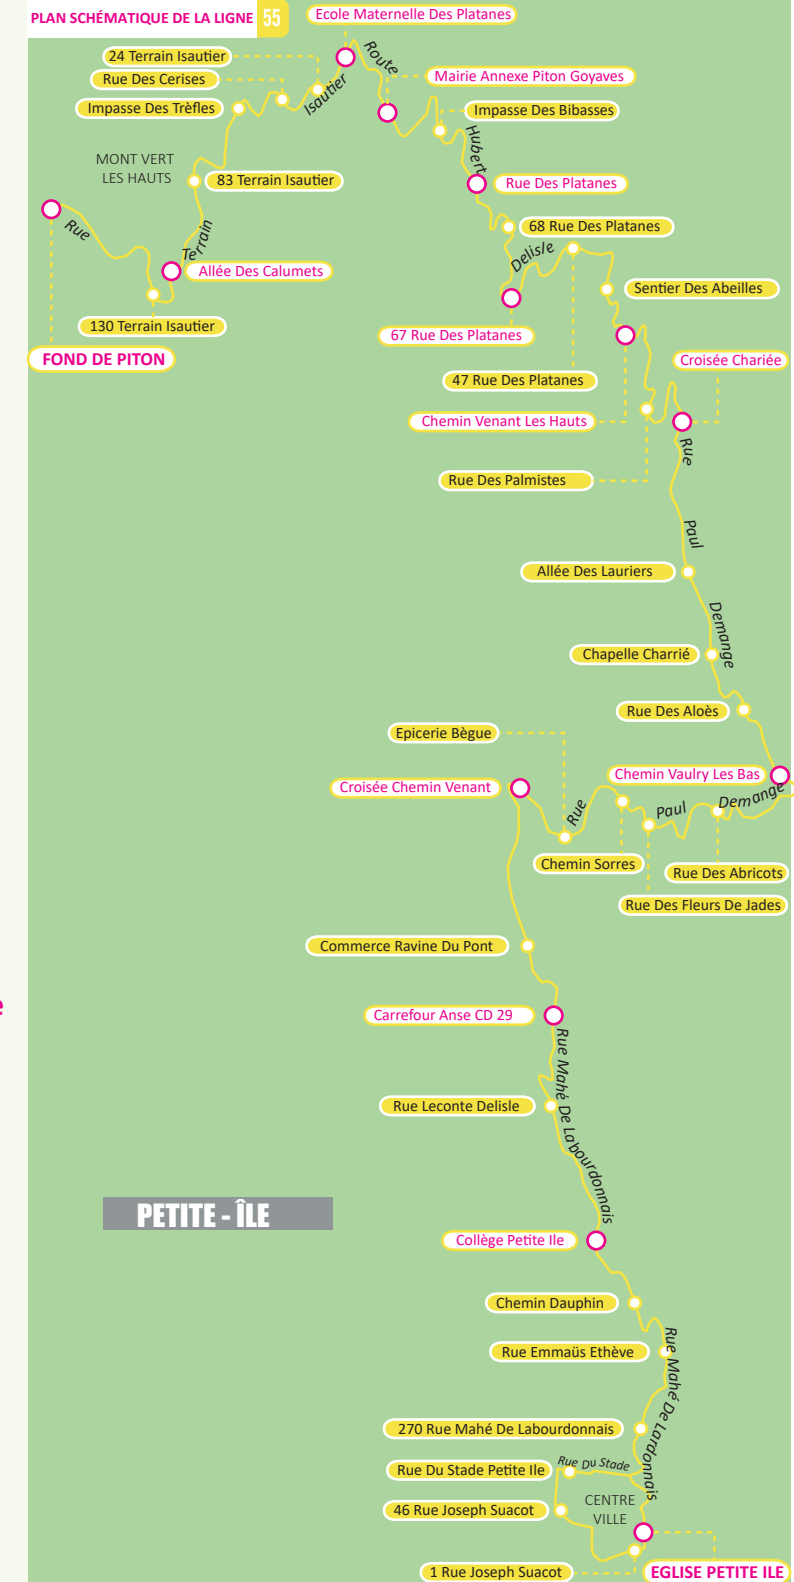 PLAN SCHÉMATIQUE DE LA LIGNE 55
Ecole Maternelle Des Platanes
Route
24 Terrain Isautier
Rue Des Cerises
Isautier
Mairie Annexe Piton Goyaves
Impasse Des Trèfles
Impasse Des Bibasses
Hubert
MONT VERT
LES HAUTS
83 Terrain Isautier
Rue Des Platanes
Rue
68 Rue Des Platanes
Terrain
Delisle
Allée Des Calumets
Sentier Des Abeilles
130 Terrain Isautier
67 Rue Des Platanes
FOND DE PITON
Croisée Chariée
47 Rue Des Platanes
Chemin Venant Les Hauts
Rue
Rue Des Palmistes
Paul
Allée Des Lauriers
Demange
Chapelle Charrié
Rue Des Aloès
Epicerie Bègue
Chemin Vaulry Les Bas
Croisée Chemin Venant
Rue
Paul
Demange
Chemin Sorres
Rue Des Abricots
Rue Des Fleurs De Jades
Commerce Ravine Du Pont
e
Carrefour Anse CD 29
Rue Mahé De Labourdonnais
Rue Leconte Delisle
PETITE - ÎLE
Collège Petite Ile
Chemin Dauphin
Rue Emmaüs Ethève
Rue Mahé De Lardonnais
270 Rue Mahé De Labourdonnais
Rue Du Stade Petite Ile
Rue Du Stade
CENTRE
VILLE
46 Rue Joseph Suacot
1 Rue Joseph Suacot
EGLISE PETITE ILE